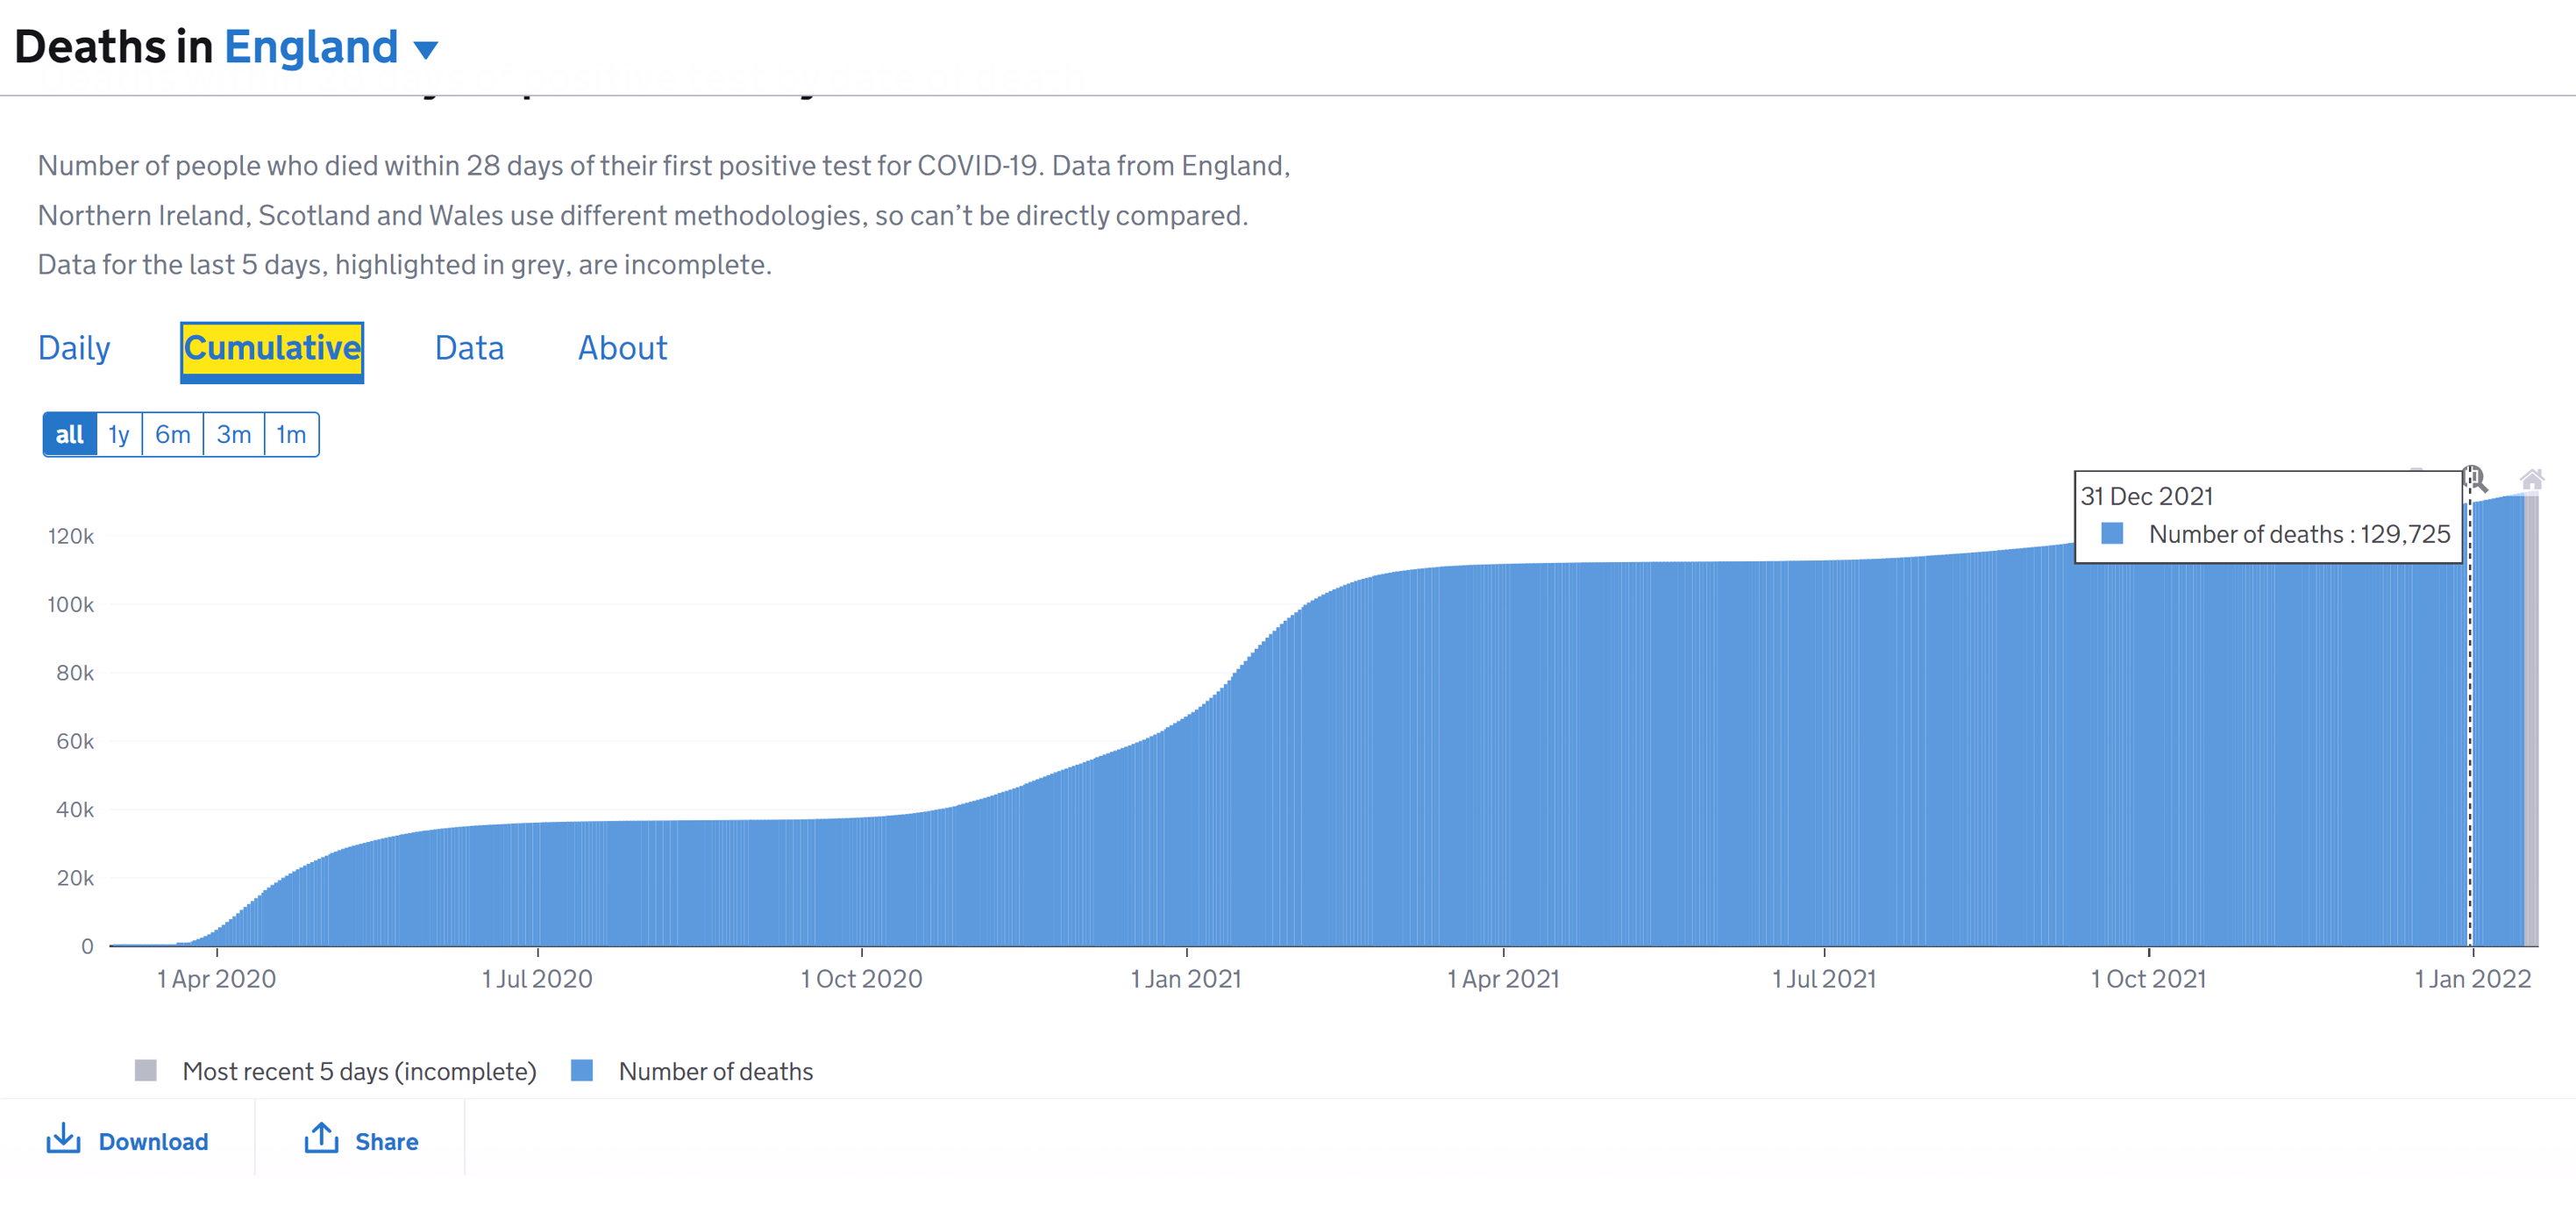 Deaths in England
Number of people who died within 28 days of their first positive test for COVID-19. Data from England,
Northern Ireland, Scotland and Wales use different methodologies, so can’t be directly compared.
Data for the last 5 days, highlighted in grey, are incomplete.
Daily Cumulative Data About
all 1y 6m 3m 1m
31 Dec 2021
Number of deaths : 129,725
120k
100k
80k
60k
40k
20k
0
1 Apr 2020 1 Jul 2020 1 Oct 2020 1 Jan 2021 1 Apr 2021 1 Jul 2021 1 Oct 2021 1 Jan 2022
Most recent 5 days (incomplete) Number of deaths
Download Share